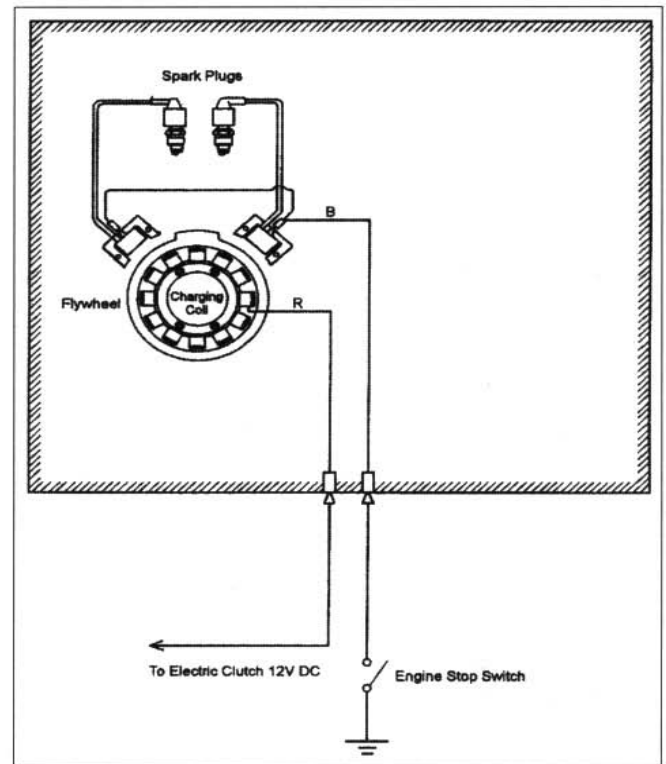 Spark Plugs
B
Flywheel
Charging
Coil
R
To Electric Clutch 12V DC
Engine Stop Switch